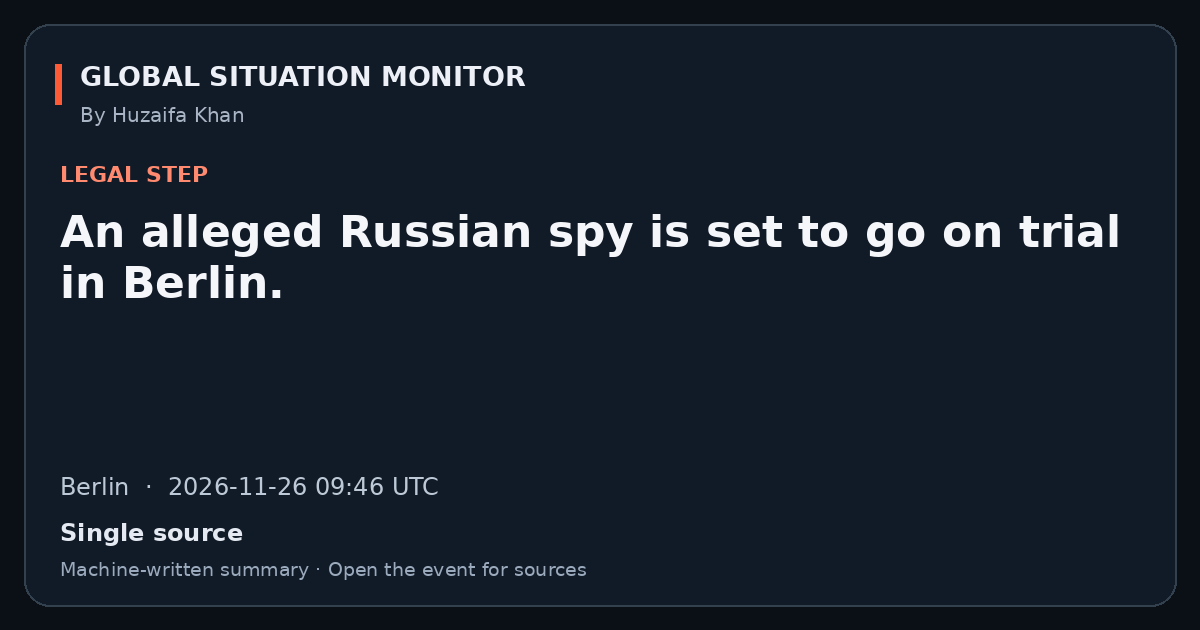 GLOBAL SITUATION MONITOR
By Huzaifa Khan
LEGAL STEP
An alleged Russian spy is set to go on trial
in Berlin.
Berlin · 2026-11-26 09:46 UTC
Single source
Machine-written summary · Open the event for sources